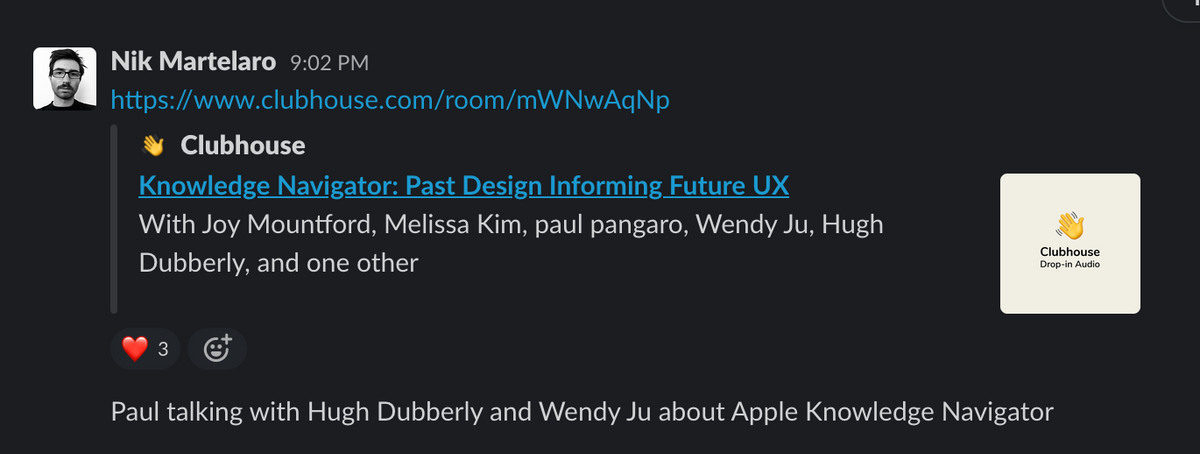 Nik Martelaro 9:02 PM
https://www.clubhouse.com/room/mWNwAqNp
👋 Clubhouse
Knowledge Navigator: Past Design Informing Future UX
With Joy Mountford, Melissa Kim, paul pangaro, Wendy Ju, Hugh
Dubberly, and one other
Clubhouse
Drop-in Audio
❤️ 3
Paul talking with Hugh Dubberly and Wendy Ju about Apple Knowledge Navigator